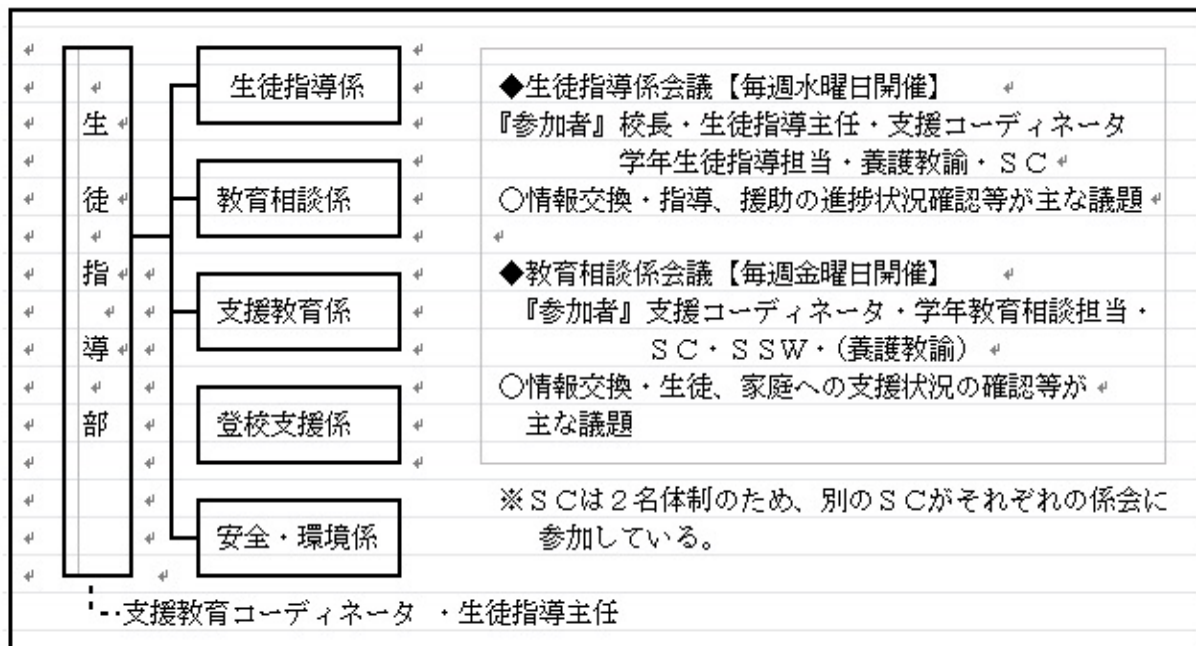 生徒指導部
生徒指導係
教育相談係
支援教育係
登校支援係
安全・環境係
◆生徒指導係会議【毎週水曜日開催】
『参加者』校長・生徒指導主任・支援コーディネータ
学年生徒指導担当・養護教諭・ＳＣ
○情報交換・指導、援助の進捗状況確認等が主な議題
◆教育相談係会議【毎週金曜日開催】
『参加者』支援コーディネータ・学年教育相談担当・
ＳＣ・ＳＳＷ・（養護教諭）
○情報交換・生徒、家庭への支援状況の確認等が
主な議題
※ＳＣは２名体制のため、別のＳＣがそれぞれの係会に
参加している。
支援教育コーディネータ ・生徒指導主任